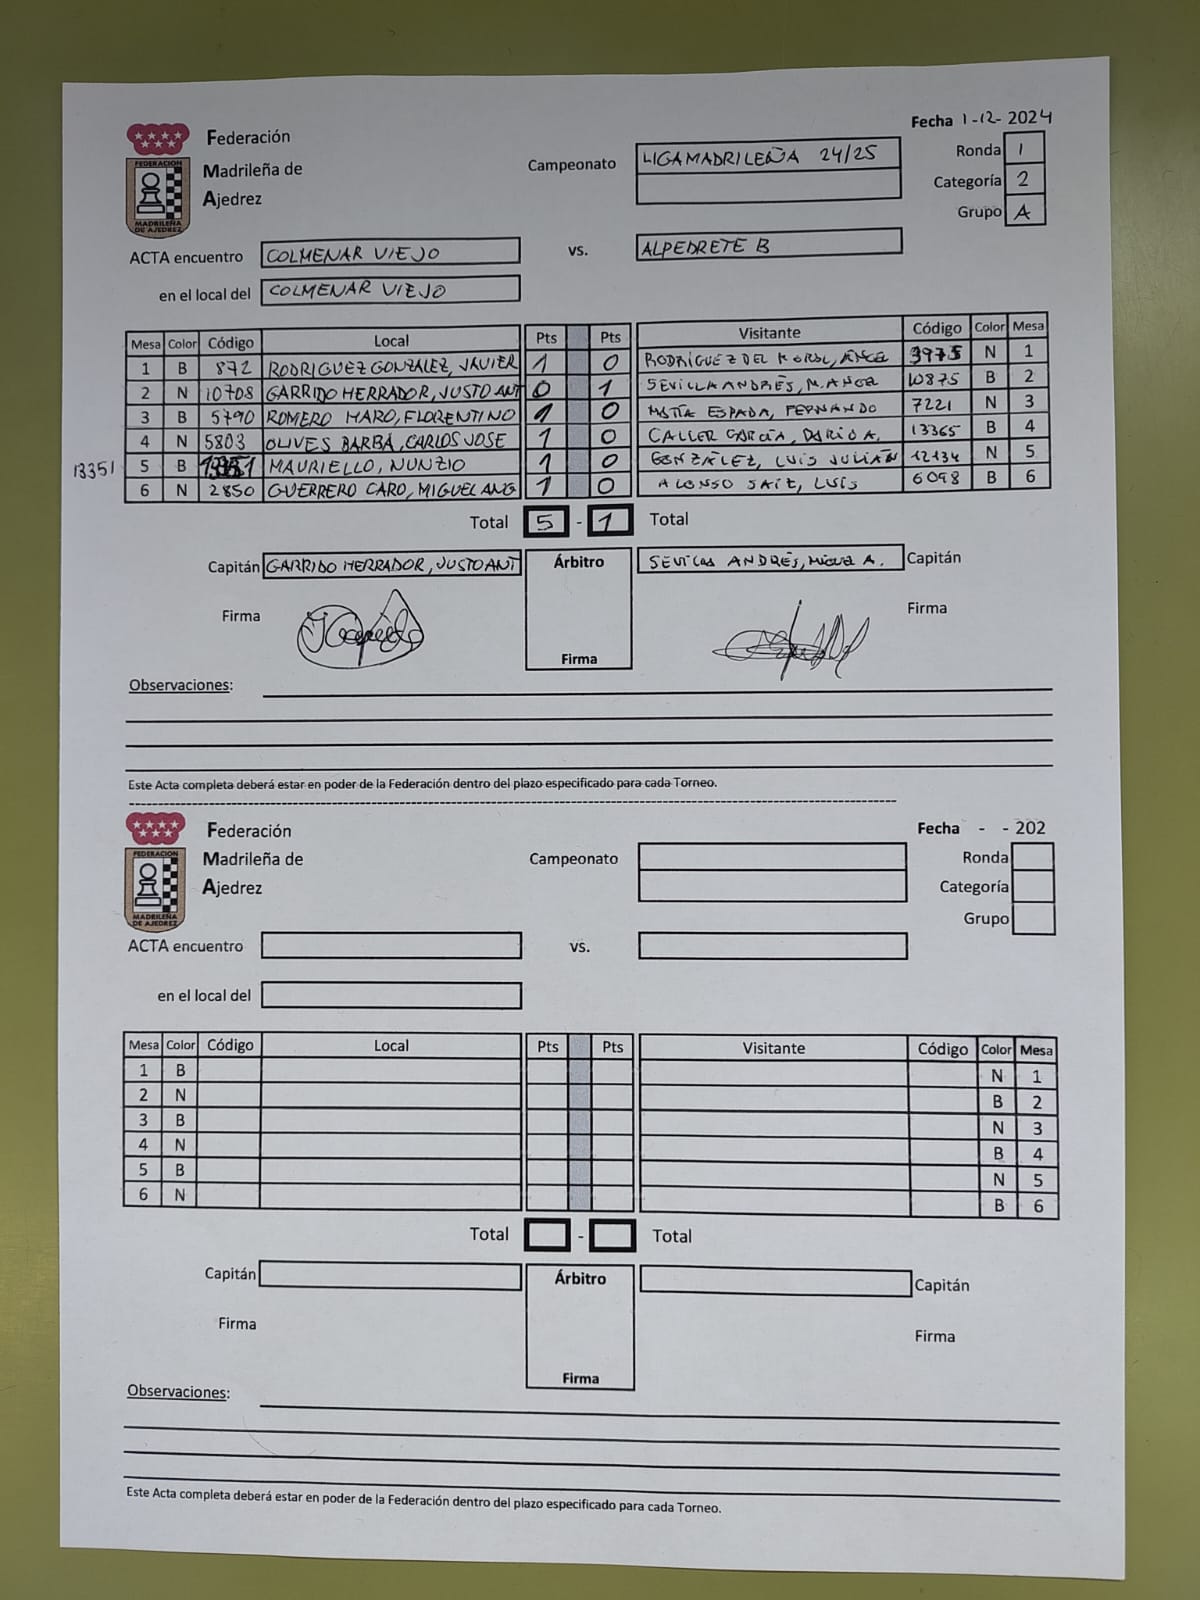 Fecha 1-12-2024
Federación
Madrileña de
Ajedrez
FEDERACION
MADRILEÑA
DE AJEDREZ
Campeonato LIGA MADRILEÑA 24/25
Ronda 1
Categoría 2
Grupo A
ACTA encuentro COLMENAR VIEJO vs. ALPEDRETE B
en el local del COLMENAR VIEJO
Mesa Color Código Local Pts Pts Visitante Código Color Mesa
1 B 872 RODRIGUEZ GONZALEZ, JAVIER 1 0 RODRÍGUEZ DEL 3975 N 1
2 N 10708 GARRIDO HERRADOR, JUSTO ANT 0 1 SEVILLA ANDRÉS, M. ANGEL 10875 B 2
3 B 5790 ROMERO HARO, FLORENTINO 1 0 ESPADA, FERNANDO 7221 N 3
4 N 5803 OLIVES BARBÁ, CARLOS JOSE 1 0 CALLER GARCÍA, DARIO A. 13365 B 4
13351 5 B MAURIELLO, NUNZIO 1 0 GONZÁLEZ, LUIS JULIÁN 12134 N 5
6 N 2850 GUERRERO CARO, MIGUEL ANG 1 0 ALONSO SAIZ, LUIS 6098 B 6
Total 5 - 1 Total
Capitán GARRIDO HERRADOR, JUSTO ANT Árbitro SEVILLA ANDRÉS, MIGUEL A. Capitán
Firma Firma
Firma
Observaciones:
Este Acta completa deberá estar en poder de la Federación dentro del plazo especificado para cada Torneo.
Fecha - - 202
Federación
Madrileña de
Ajedrez
FEDERACION
MADRILEÑA
DE AJEDREZ
Campeonato
Ronda
Categoría
Grupo
ACTA encuentro vs.
en el local del
Mesa Color Código Local Pts Pts Visitante Código Color Mesa
1 B N 1
2 N B 2
3 B N 3
4 N B 4
5 B N 5
6 N B 6
Total - Total
Capitán Árbitro Capitán
Firma Firma
Firma
Observaciones:
Este Acta completa deberá estar en poder de la Federación dentro del plazo especificado para cada Torneo.